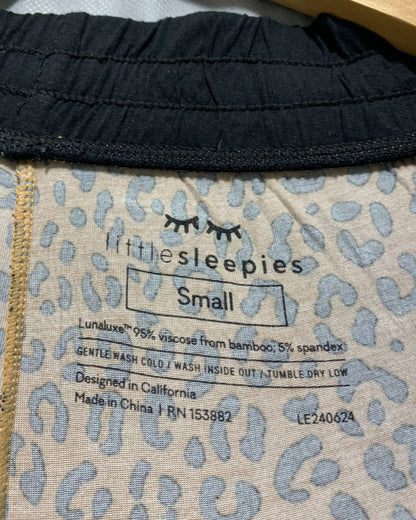 littlesleepies
Small
Lunaluxe™ 95% viscose from bamboo; 5% spandex
GENTLE WASH COLD / WASH INSIDE OUT / TUMBLE DRY LOW
Designed in California
Made in China | RN 153882 LE240624